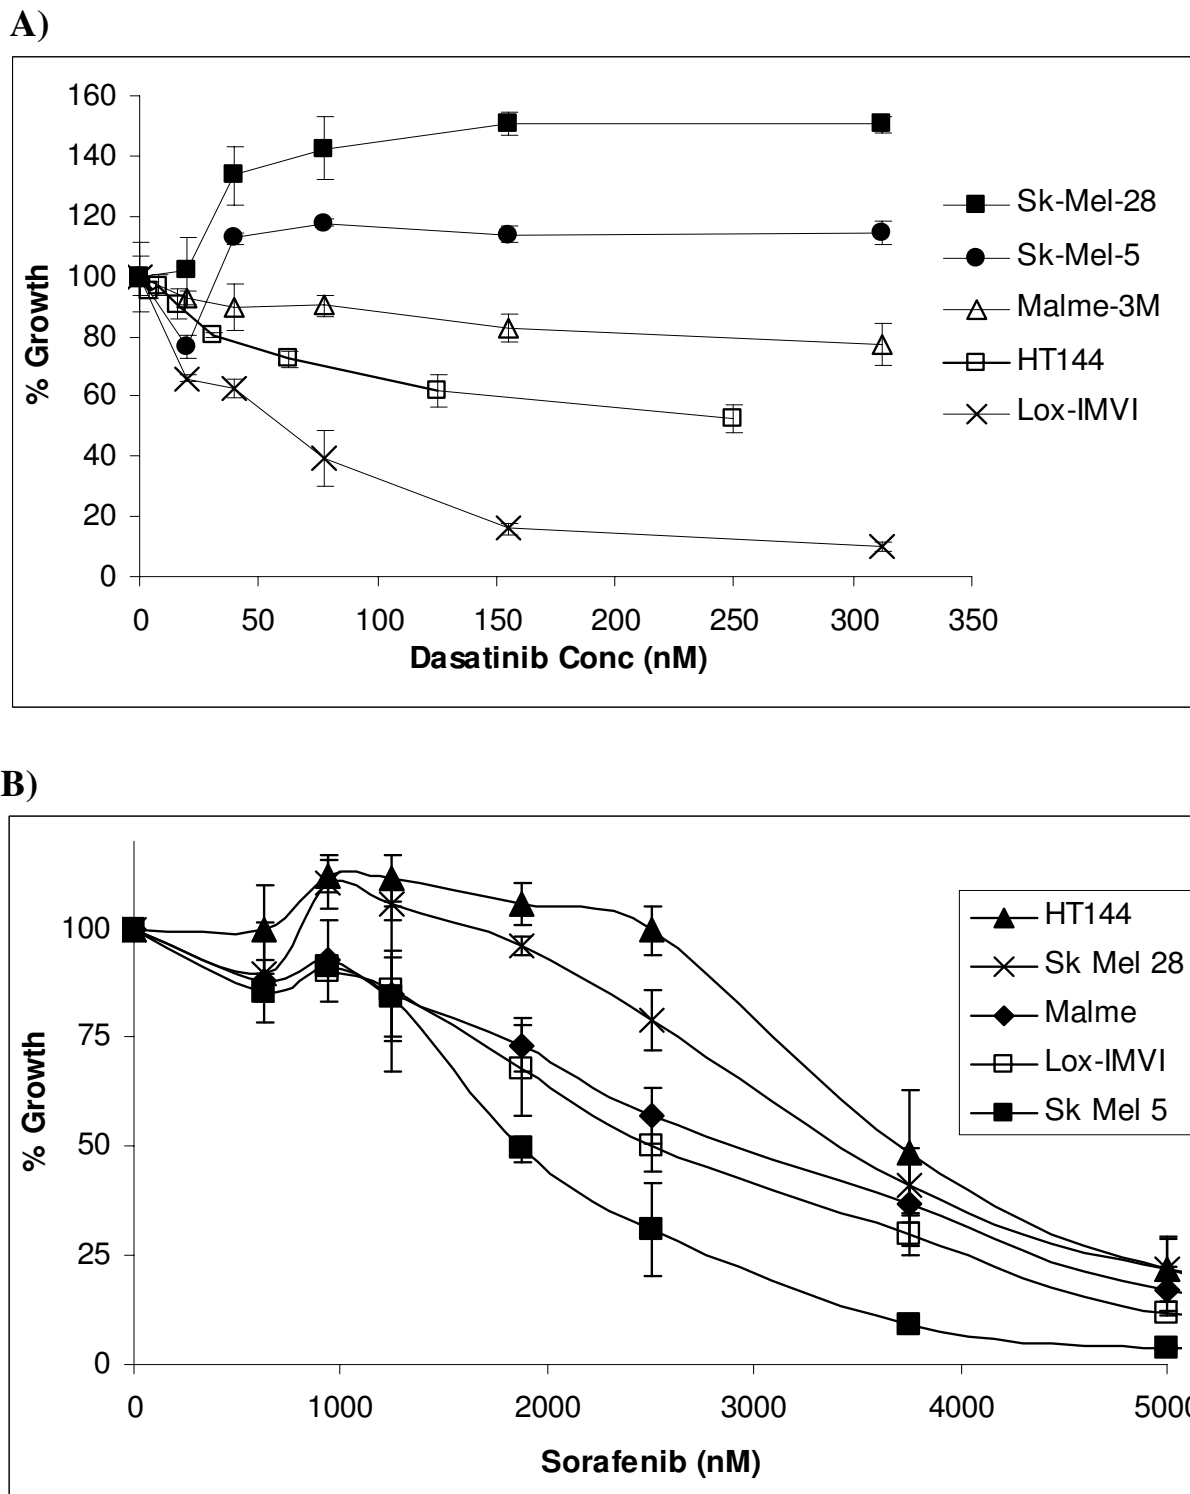 A)
160
140
120
100
80
60
40
20
0
% Growth
0 50 100 150 200 250 300 350
Dasatinib Conc (nM)
Sk-Mel-28
Sk-Mel-5
Malme-3M
HT144
Lox-IMVI
B)
100
75
50
25
0
% Growth
0 1000 2000 3000 4000 5000
Sorafenib (nM)
HT144
Sk Mel 28
Malme
Lox-IMVI
Sk Mel 5